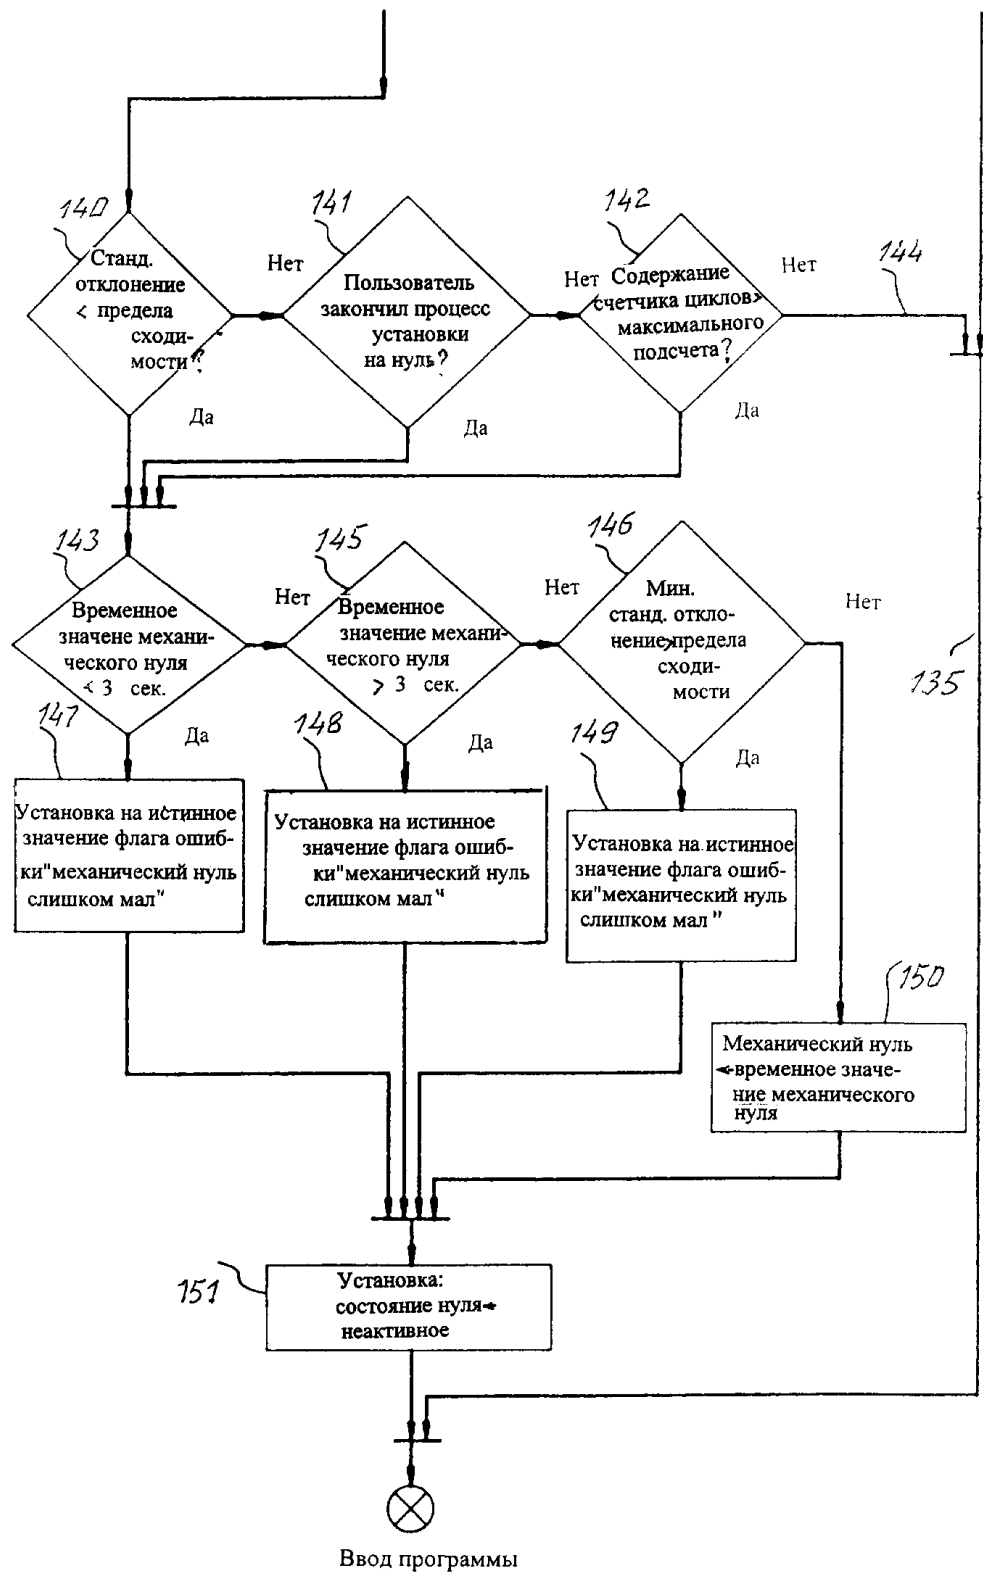 140
Станд.
отклонение
< предела
сходи-
мости?
Нет
Да
141
Пользователь
закончил процесс
установки
на нуль?
Нет
Да
142
Содержание
счетчика циклов>
максимального
подсчета?
Нет
Да
144
135
143
Временное
значене механи-
ческого нуля
< 3 сек.
Нет
Да
145
Временное
значение механи-
ческого нуля
> 3 сек.
Нет
Да
146
Мин.
станд. откло-
нение>предела
сходи-
мости
Нет
Да
147
Установка на истинное
значение флага ошиб-
ки"механический нуль
слишком мал"
148
Установка на истинное
значение флага ошиб-
ки"механический нуль
слишком мал"
149
Установка на истинное
значение флага ошиб-
ки"механический нуль
слишком мал"
150
Механический нуль
←временное значе-
ние механического
нуля
151
Установка:
состояние нуля←
неактивное
Ввод программы